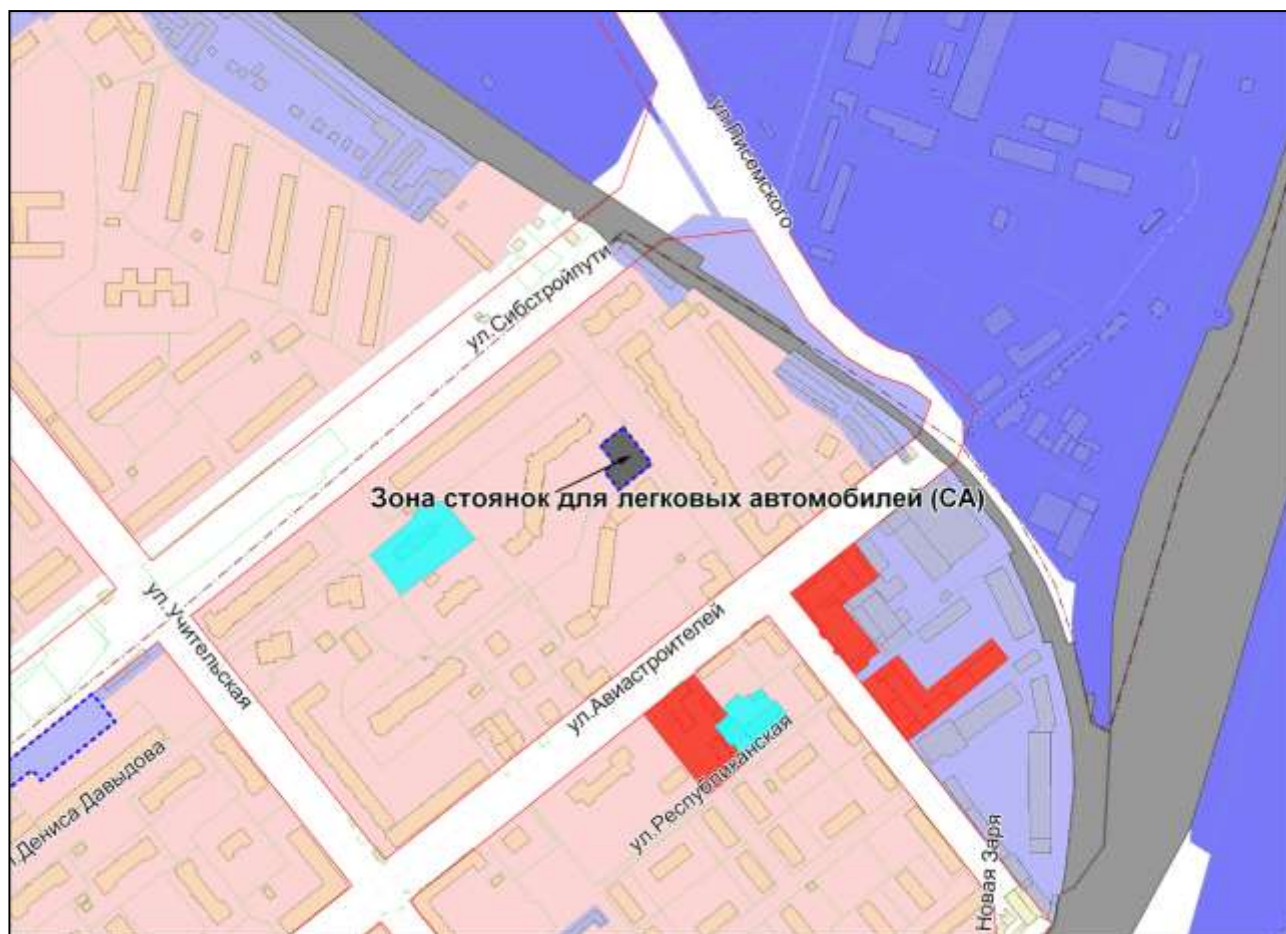 ул.Писемского
ул.Сибстройпути
Зона стоянок для легковых автомобилей (СА)
ул.Учительская
ул.Авиастроителей
ул.Республиканская
.Дениса Давыдова
Новая Заря